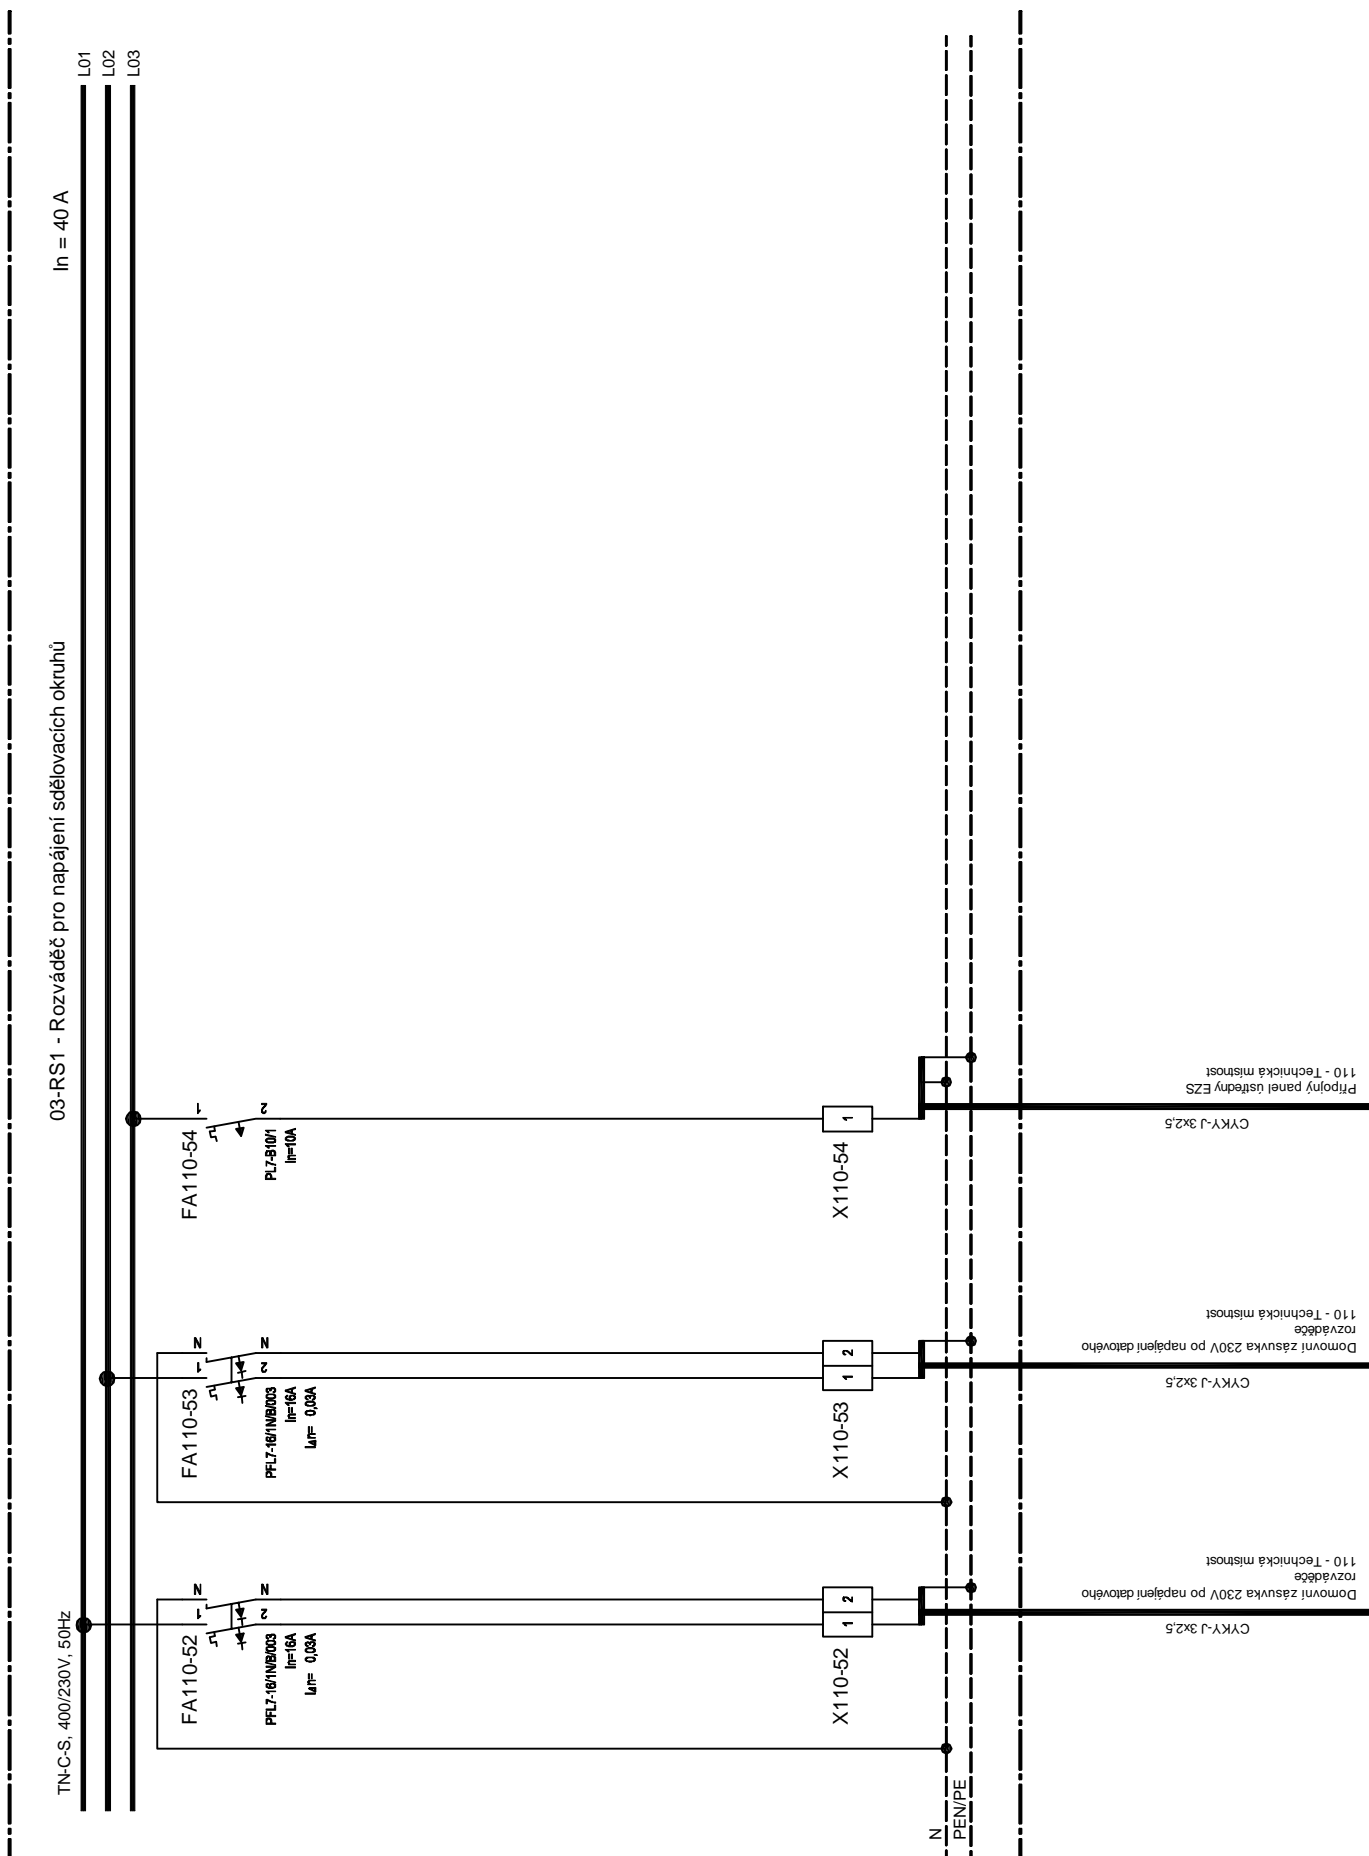 TN-C-S, 400/230V, 50Hz
03-RS1 - Rozváděč pro napájení sdělovacích okruhů
In = 40 A
L01
L02
L03
FA110-52
1
N
2
N
PFL7-16/1N/B/003
In=16A
IΔn= 0,03A
X110-52
1
2
CYKY-J 3x2,5
Domovní zásuvka 230V po napájení datového
rozváděče
110 - Technická místnost
FA110-53
1
N
2
N
PFL7-16/1N/B/003
In=16A
IΔn= 0,03A
X110-53
1
2
CYKY-J 3x2,5
Domovní zásuvka 230V po napájení datového
rozváděče
110 - Technická místnost
FA110-54
1
2
PL7-B10/1
In=10A
X110-54
1
CYKY-J 3x2,5
Přípojný panel ústředny EZS
110 - Technická místnost
N
PEN/PE